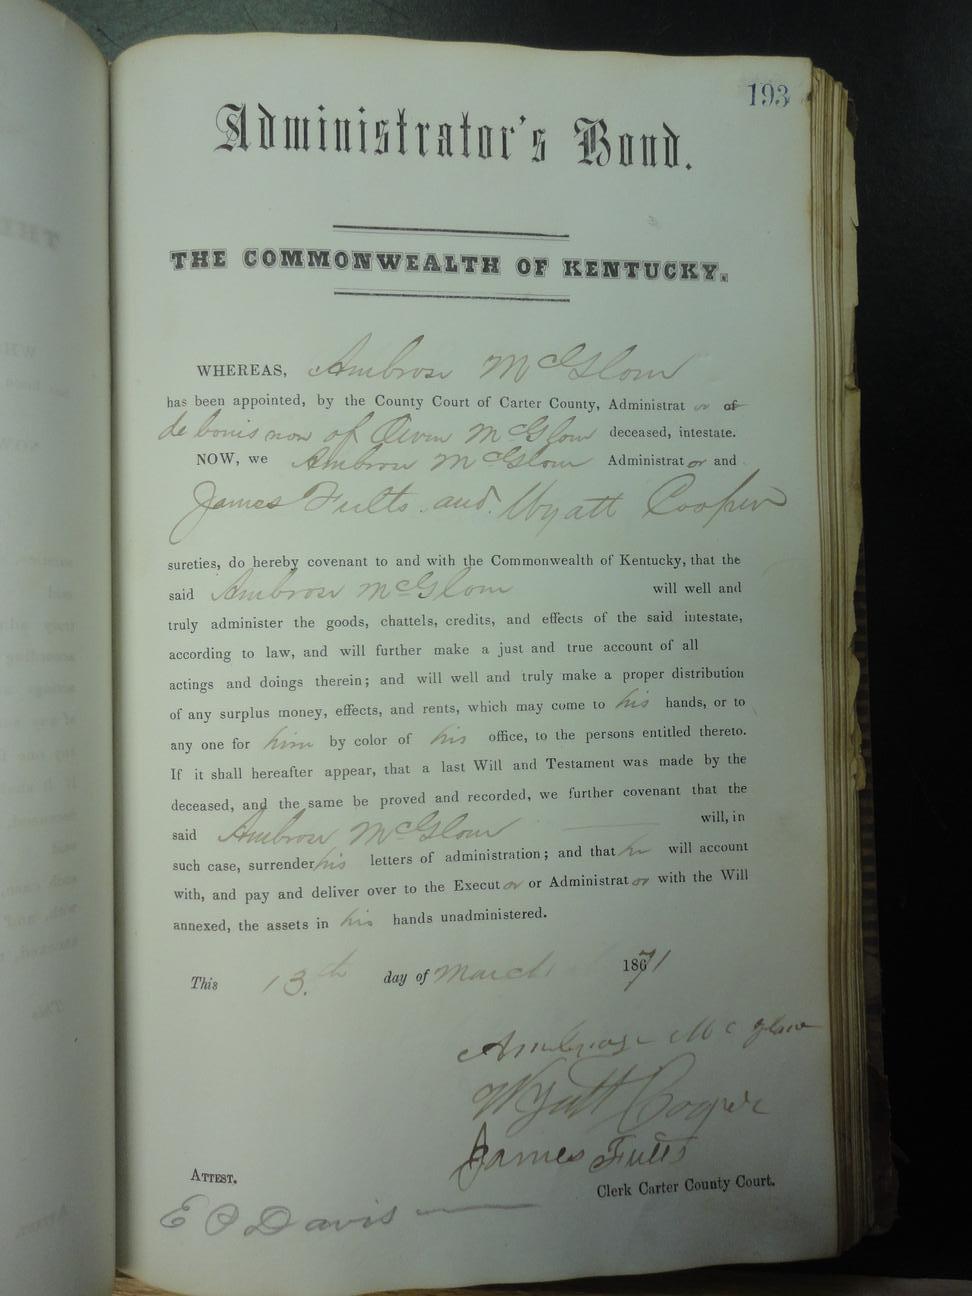 193
Administrator's Bond.
THE COMMONWEALTH OF KENTUCKY.
WHEREAS, Ambrose McGlone
has been appointed, by the County Court of Carter County, Administrat or of
de bonis non of Owen McGlone deceased, intestate.
NOW, we Ambrose McGlone Administrat or and
James Fults and Wyatt Cooper
sureties, do hereby covenant to and with the Commonwealth of Kentucky, that the
said Ambrose McGlone will well and
truly administer the goods, chattels, credits, and effects of the said intestate,
according to law, and will further make a just and true account of all
actings and doings therein; and will well and truly make a proper distribution
of any surplus money, effects, and rents, which may come to his hands, or to
any one for him by color of his office, to the persons entitled thereto.
If it shall hereafter appear, that a last Will and Testament was made by the
deceased, and the same be proved and recorded, we further covenant that the
said Ambrose McGlone will, in
such case, surrender his letters of administration; and that he will account
with, and pay and deliver over to the Execut or or Administrat or with the Will
annexed, the assets in his hands unadministered.
This 13th day of March 1871
Ambrose McGlone
Wyatt Cooper
James Fults
ATTEST.
Clerk Carter County Court.
E P Davis